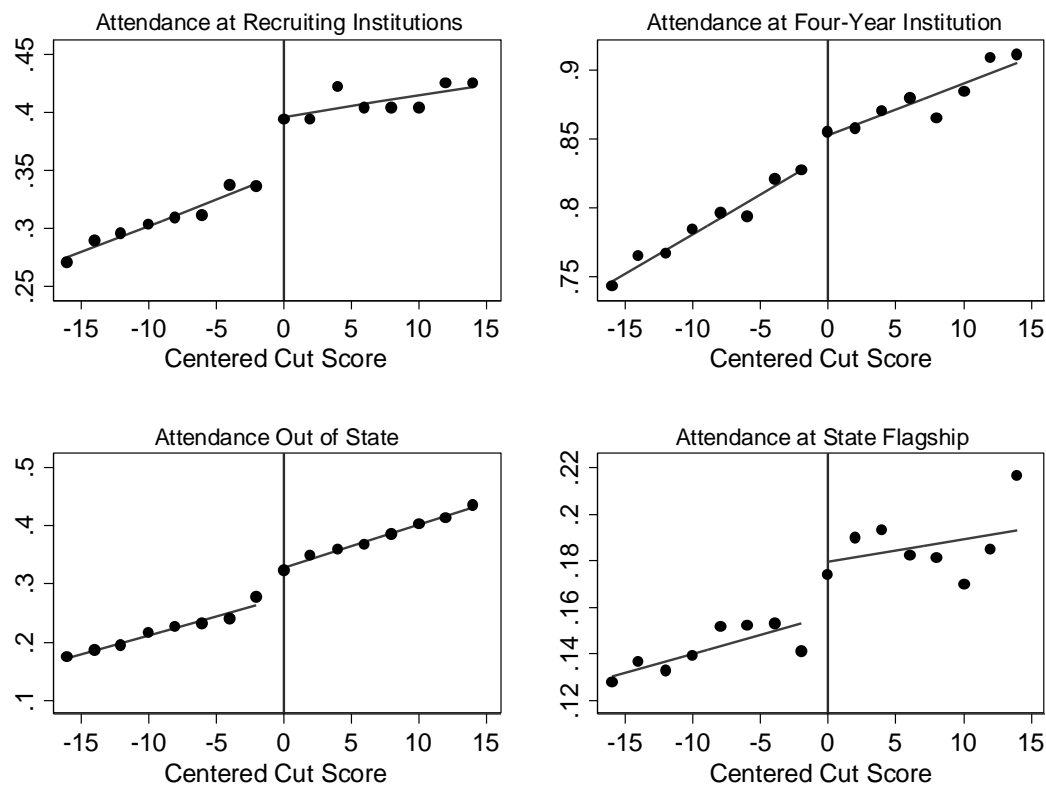 Attendance at Recruiting Institutions
.45
.4
.35
.3
.25
-15 -10 -5 0 5 10 15
Centered Cut Score
Attendance at Four-Year Institution
.9
.85
.8
.75
-15 -10 -5 0 5 10 15
Centered Cut Score
Attendance Out of State
.5
.4
.3
.2
.1
-15 -10 -5 0 5 10 15
Centered Cut Score
Attendance at State Flagship
.22
.2
.18
.16
.14
.12
-15 -10 -5 0 5 10 15
Centered Cut Score